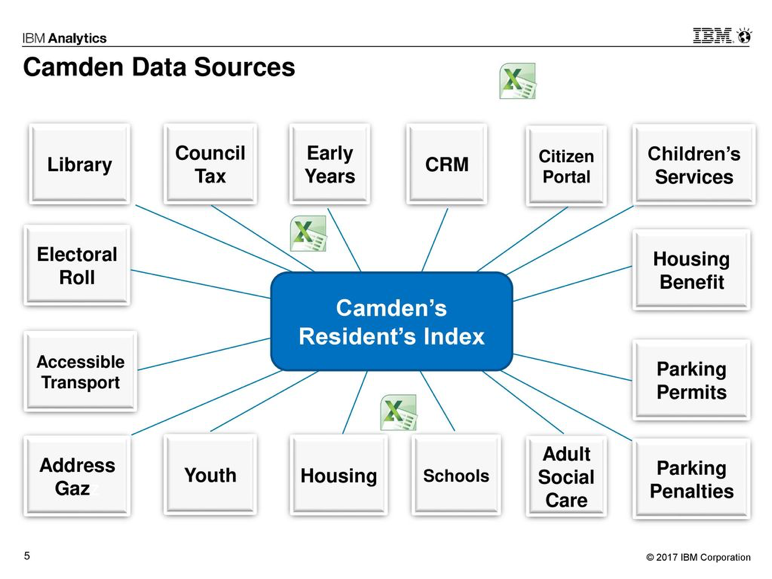 IBM Analytics
IBM
Camden Data Sources
Library
Council
Tax
Early
Years
CRM
Citizen
Portal
Children's
Services
Electoral
Roll
Housing
Benefit
Camden's
Resident's Index
Accessible
Transport
Parking
Permits
Address
Gaz
Youth
Housing
Schools
Adult
Social
Care
Parking
Penalties
5
© 2017 IBM Corporation